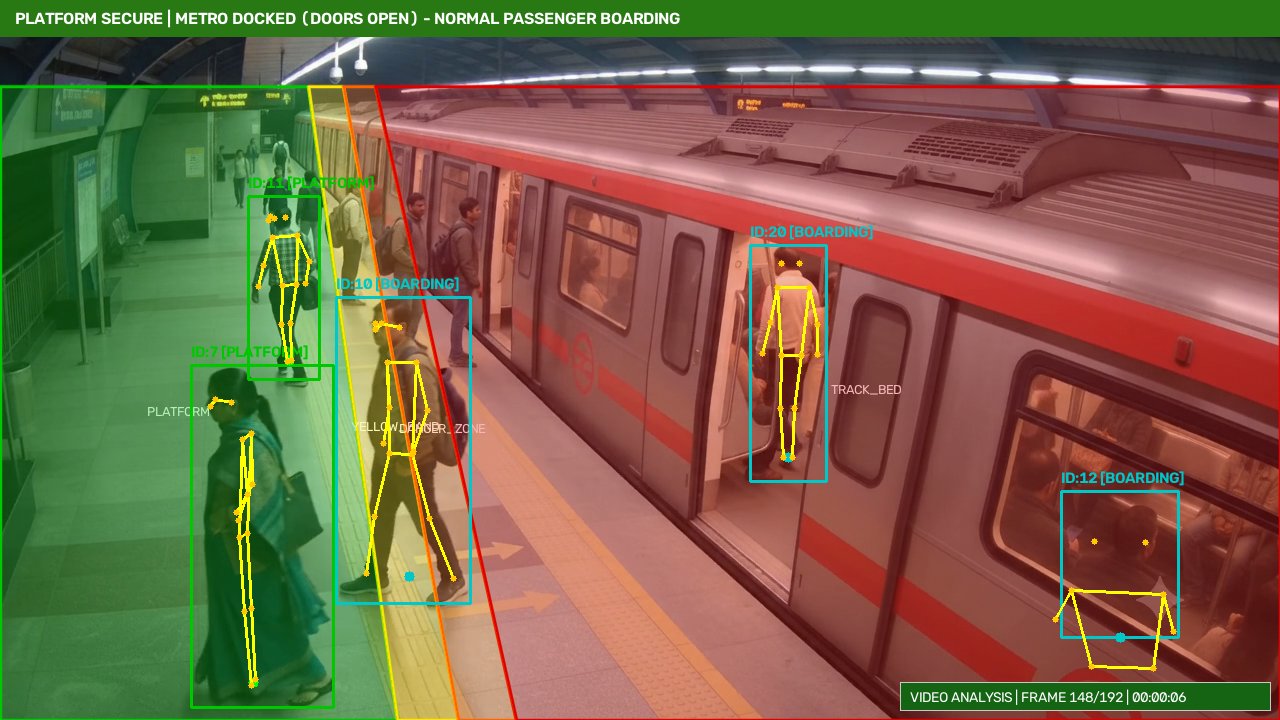 PLATFORM SECURE | METRO DOCKED (DOORS OPEN) - NORMAL PASSENGER BOARDING
ID:11 [PLATFORM]
ID:20 [BOARDING]
ID:10 [BOARDING]
ID:7 [PLATFORM]
TRACK_BED
PLATFORM
YELLOW_BAND
DANGER_ZONE
ID:12 [BOARDING]
VIDEO ANALYSIS | FRAME 148/192 | 00:00:06